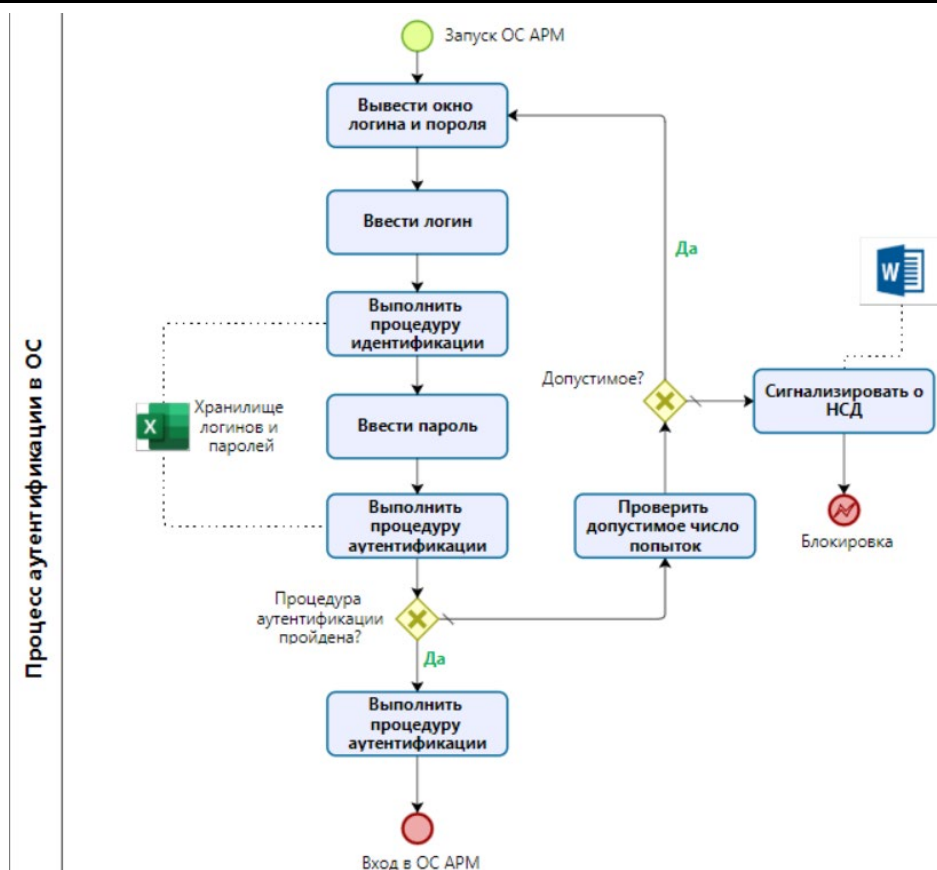 Процесс аутентификации в ОС
Запуск ОС АРМ
Вывести окно
логина и пороля
Ввести логин
Да
W
Выполнить
процедуру
идентификации
Допустимое?
Сигнализировать о
НСД
X
Хранилище
логинов и
паролей
Ввести пароль
Выполнить
процедуру
аутентификации
Проверить
допустимое число
попыток
Блокировка
Процедура
аутентификации
пройдена?
Да
Выполнить
процедуру
аутентификации
Вход в ОС АРМ